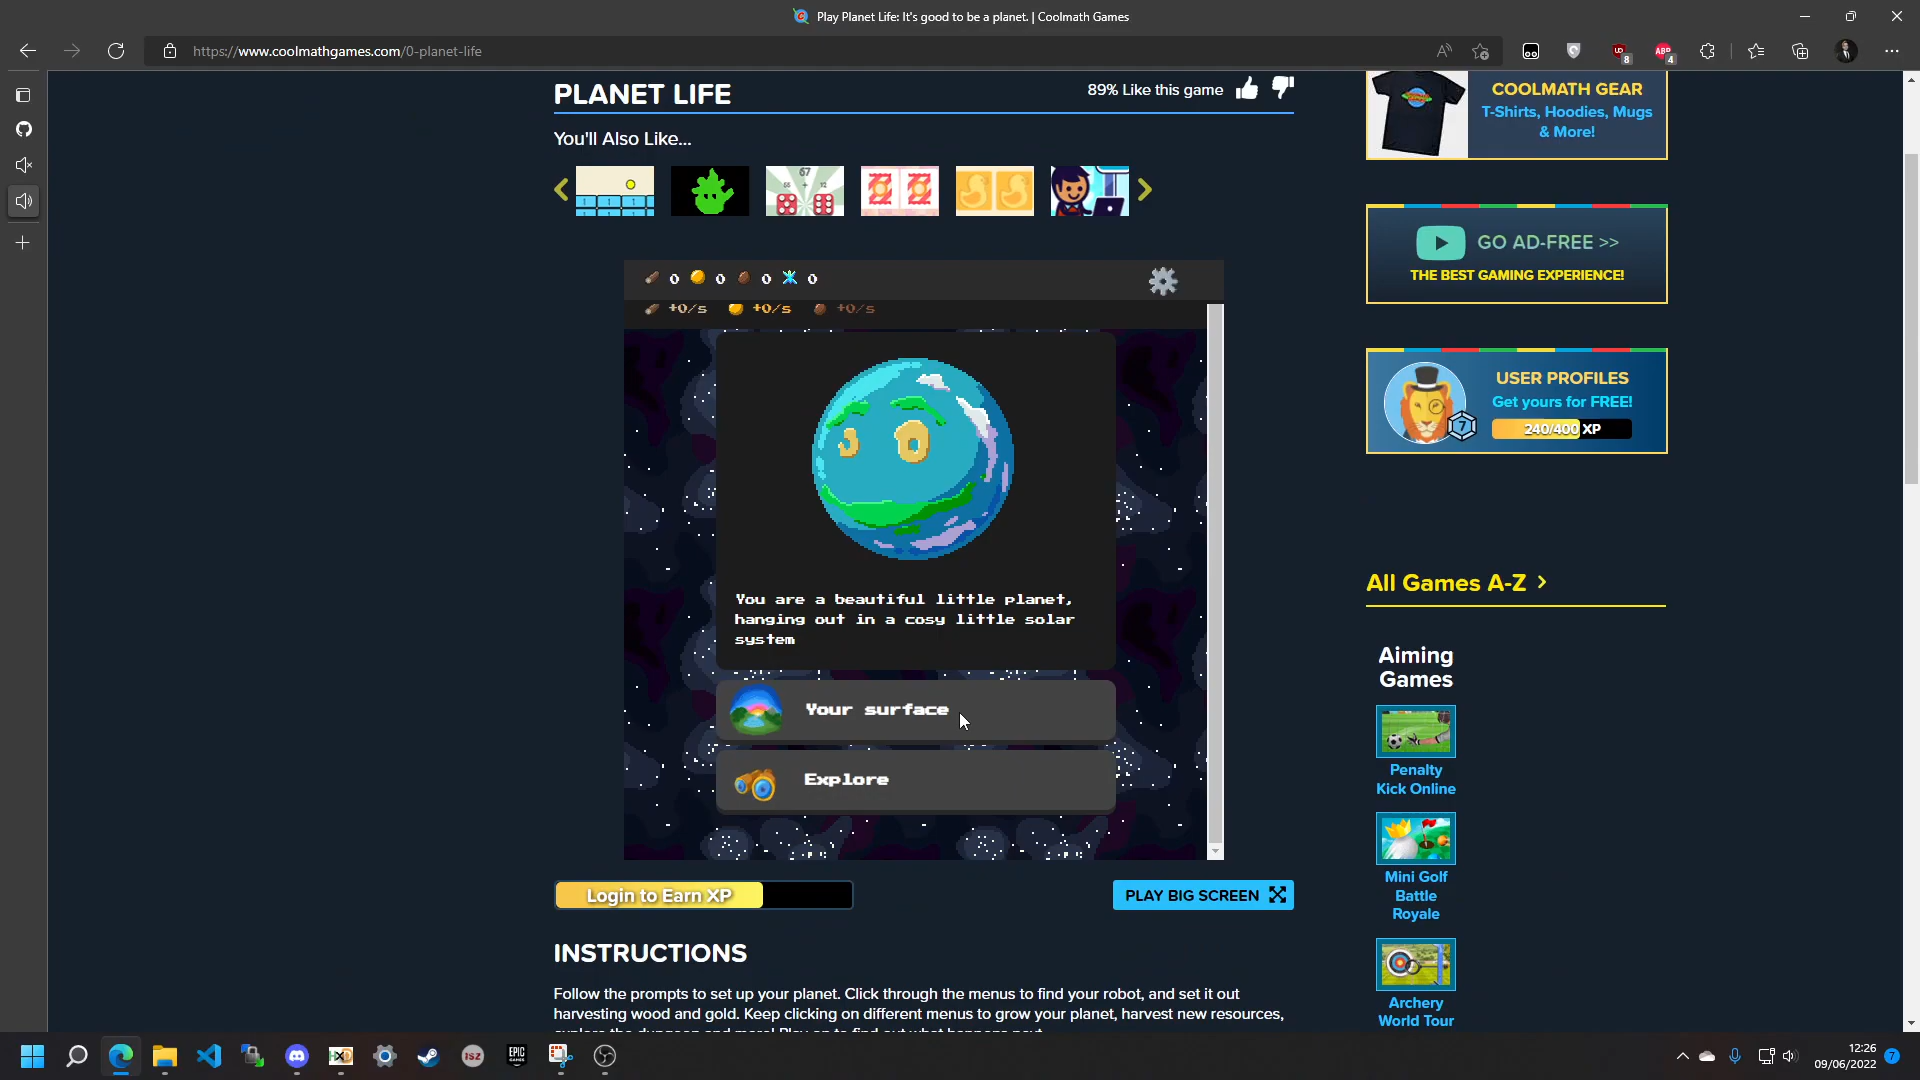 Play Planet Life: It's good to be a planet. | Coolmath Games
https://www.coolmathgames.com/0-planet-life
8
4
PLANET LIFE
89% Like this game
You'll Also Like...
67
0 0 0 0
+0/s +0/s +0/s
You are a beautiful little planet,
hanging out in a cosy little solar
system
Your surface
Explore
Login to Earn XP
PLAY BIG SCREEN
INSTRUCTIONS
Follow the prompts to set up your planet. Click through the menus to find your robot, and set it out
harvesting wood and gold. Keep clicking on different menus to grow your planet, harvest new resources,
COOLMATH GEAR
T-Shirts, Hoodies, Mugs
& More!
GO AD-FREE >>
THE BEST GAMING EXPERIENCE!
USER PROFILES
Get yours for FREE!
7
240/400 XP
All Games A-Z
Aiming
Games
Penalty
Kick Online
Mini Golf
Battle
Royale
Archery
World Tour
EPIC
GAMES
12:26
09/06/2022
7